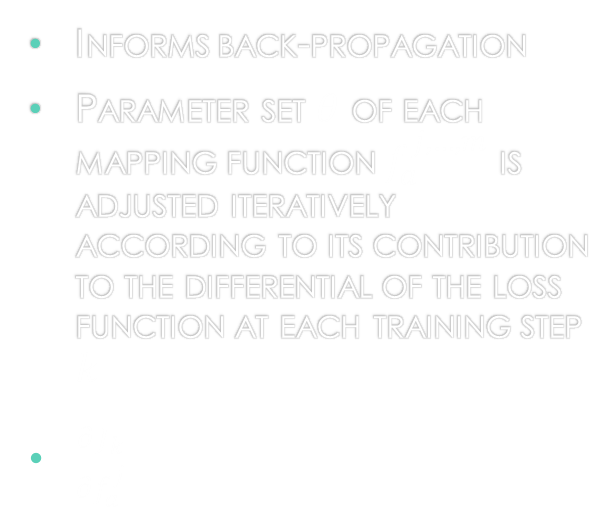 • INFORMS BACK-PROPAGATION
• PARAMETER SET OF EACH
MAPPING FUNCTION IS
ADJUSTED ITERATIVELY
ACCORDING TO ITS CONTRIBUTION
TO THE DIFFERENTIAL OF THE LOSS
FUNCTION AT EACH TRAINING STEP
•